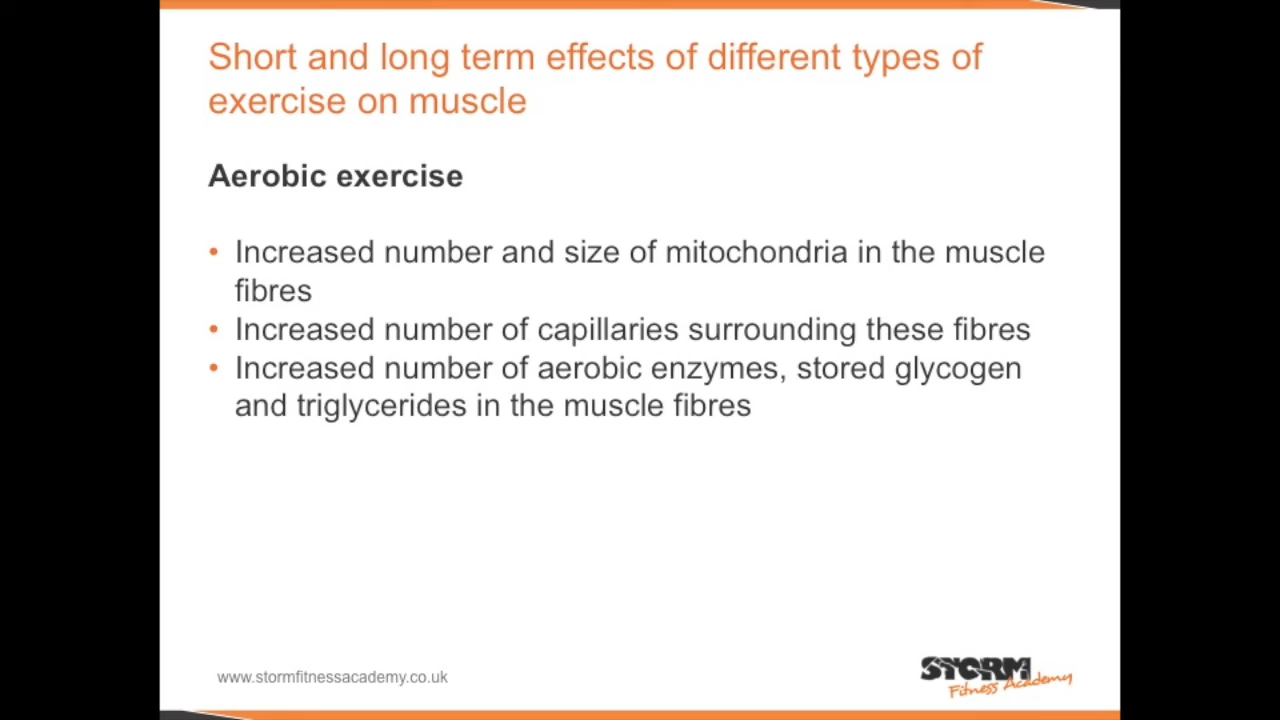 Short and long term effects of different types of
exercise on muscle
Aerobic exercise
• Increased number and size of mitochondria in the muscle
fibres
• Increased number of capillaries surrounding these fibres
• Increased number of aerobic enzymes, stored glycogen
and triglycerides in the muscle fibres
www.stormfitnessacademy.co.uk
STORM
Fitness Academy